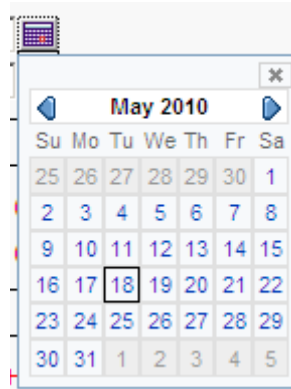 May 2010
Su Mo Tu We Th Fr Sa
25 26 27 28 29 30 1
2 3 4 5 6 7 8
9 10 11 12 13 14 15
16 17 18 19 20 21 22
23 24 25 26 27 28 29
30 31 1 2 3 4 5